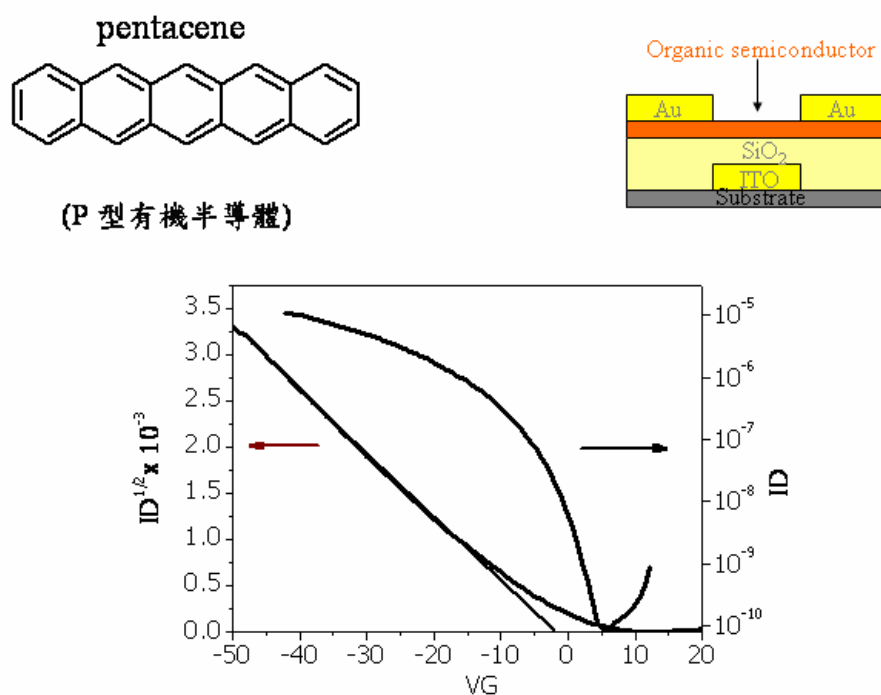 pentacene
(P 型有機半導體)
Organic semiconductor
Au
Au
SiO₂
ITO
Substrate
3.5
3.0
2.5
2.0
1.5
1.0
0.5
0.0
ID^1/2 x 10^-3
10^-5
10^-6
10^-7
10^-8
10^-9
10^-10
ID
-50 -40 -30 -20 -10 0 10 20
VG